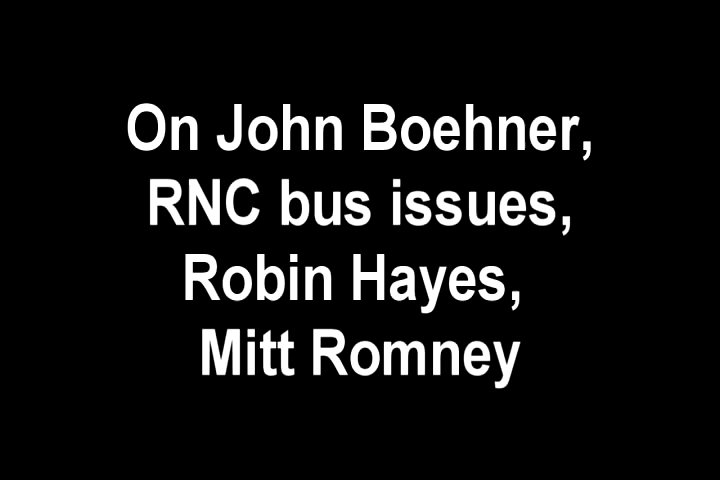 On John Boehner,
RNC bus issues,
Robin Hayes,
Mitt Romney